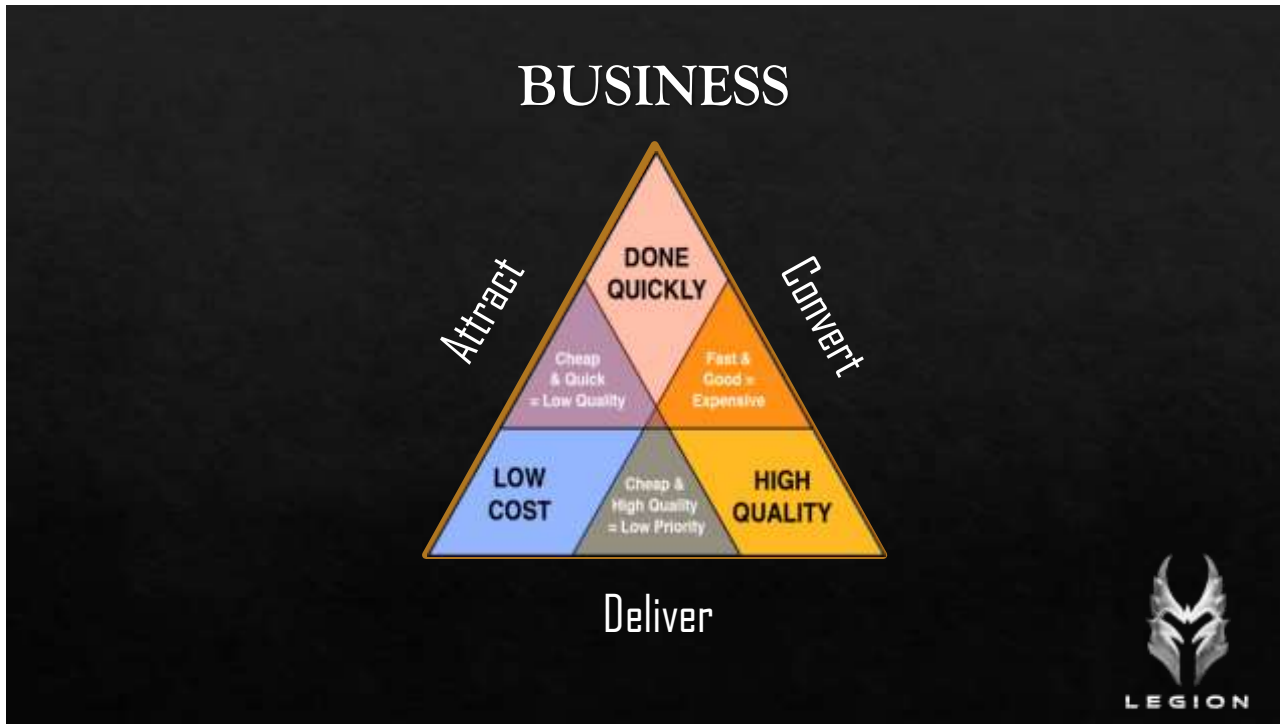 BUSINESS
Attract
Convert
DONE
QUICKLY
Cheap
& Quick
= Low Quality
Fast &
Good =
Expensive
LOW
COST
Cheap &
High Quality
= Low Priority
HIGH
QUALITY
Deliver
LEGION